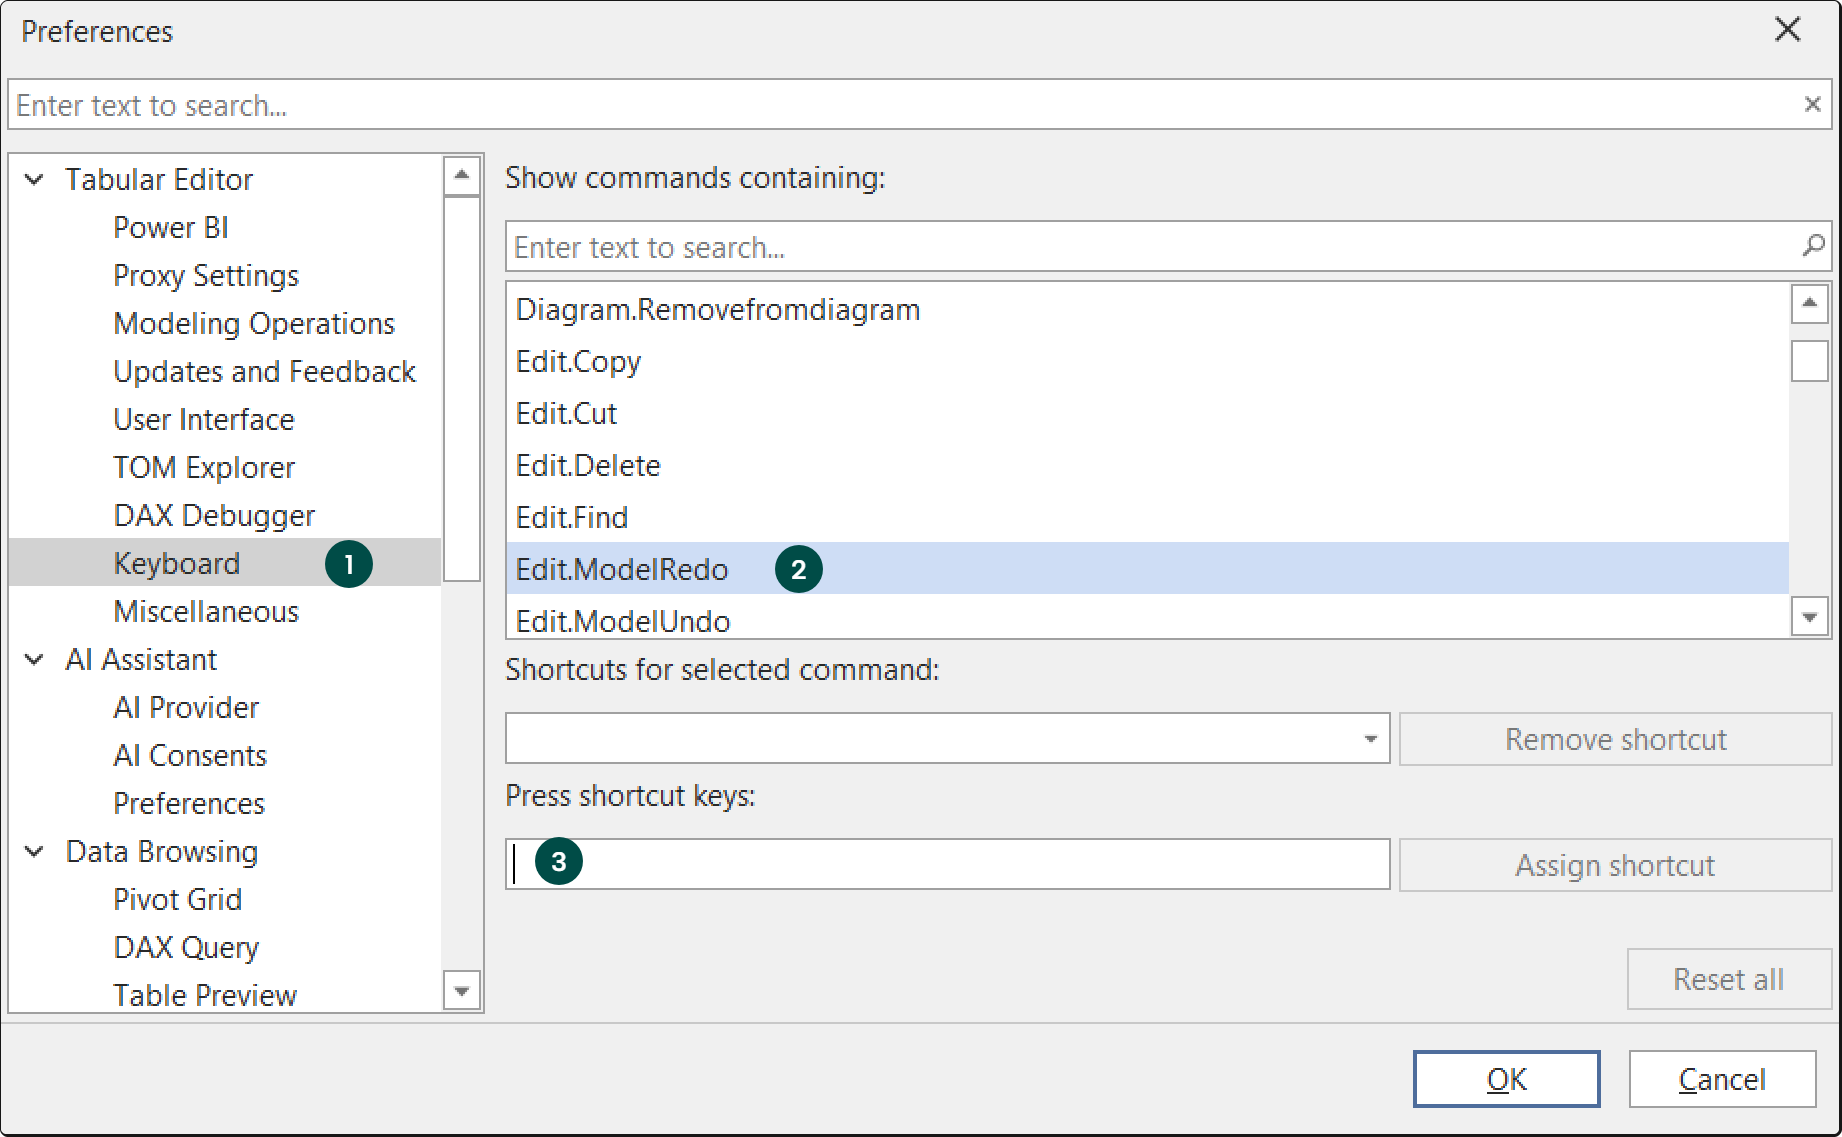 Preferences
Enter text to search...
Tabular Editor
Power BI
Proxy Settings
Modeling Operations
Updates and Feedback
User Interface
TOM Explorer
DAX Debugger
Keyboard 1
Miscellaneous
AI Assistant
AI Provider
AI Consents
Preferences
Data Browsing
Pivot Grid
DAX Query
Table Preview
Show commands containing:
Enter text to search...
Diagram.Removefromdiagram
Edit.Copy
Edit.Cut
Edit.Delete
Edit.Find
Edit.ModelRedo 2
Edit.ModelUndo
Shortcuts for selected command:
Remove shortcut
Press shortcut keys:
3
Assign shortcut
Reset all
OK
Cancel